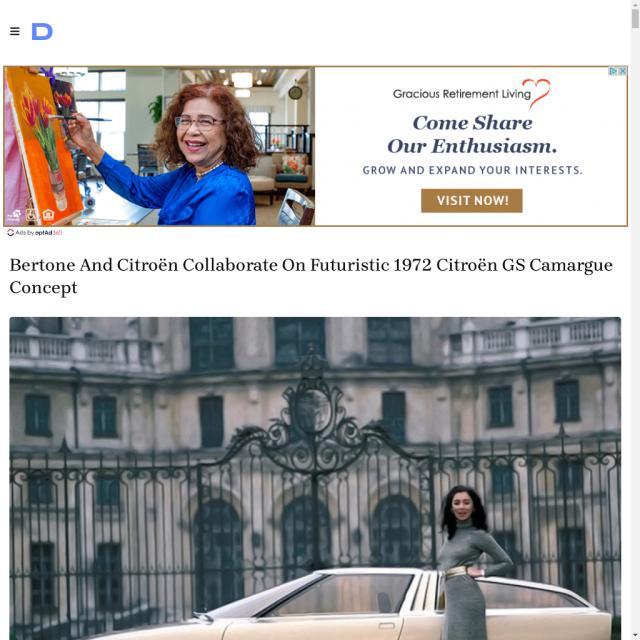 D
Gracious Retirement Living
Come Share
Our Enthusiasm.
GROW AND EXPAND YOUR INTERESTS.
VISIT NOW!
Ads by optAd360
Bertone And Citroën Collaborate On Futuristic 1972 Citroën GS Camargue
Concept